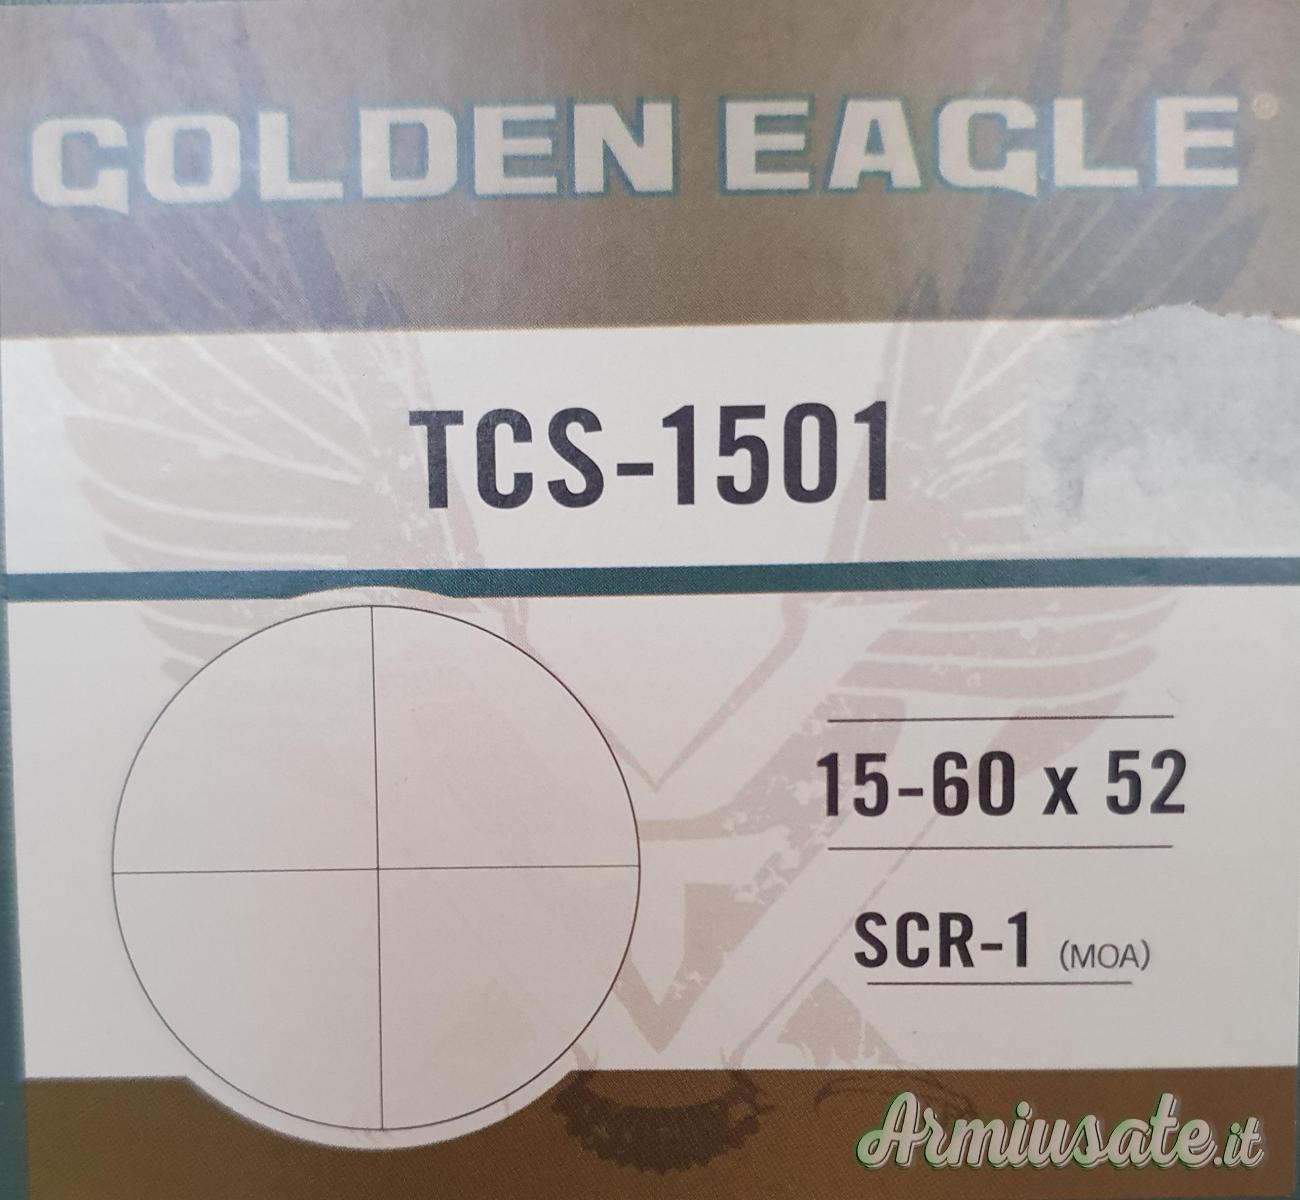 GOLDEN EAGLE®
TCS-1501
15-60 x 52
SCR-1 (MOA)
Armiusate.it